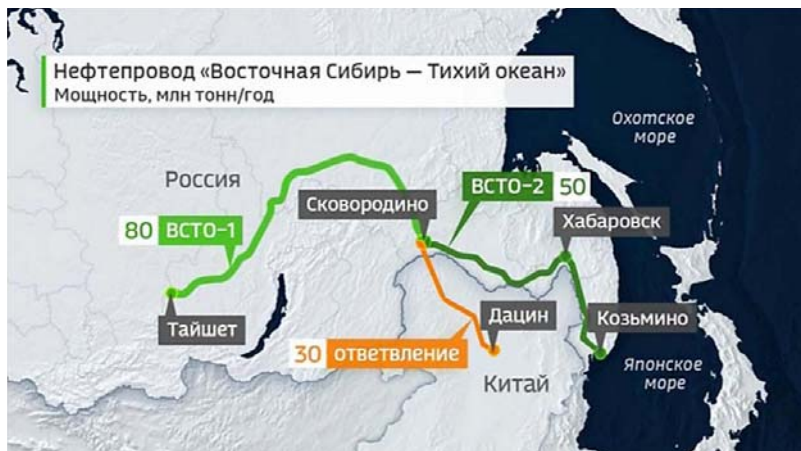 Нефтепровод «Восточная Сибирь — Тихий океан»
Мощность, млн тонн/год
Охотское
море
Россия
ВСТО-2 50
Сковородино
Хабаровск
80 ВСТО-1
Тайшет
Дацин
Козьмино
30 ответвление
Китай
Японское
море